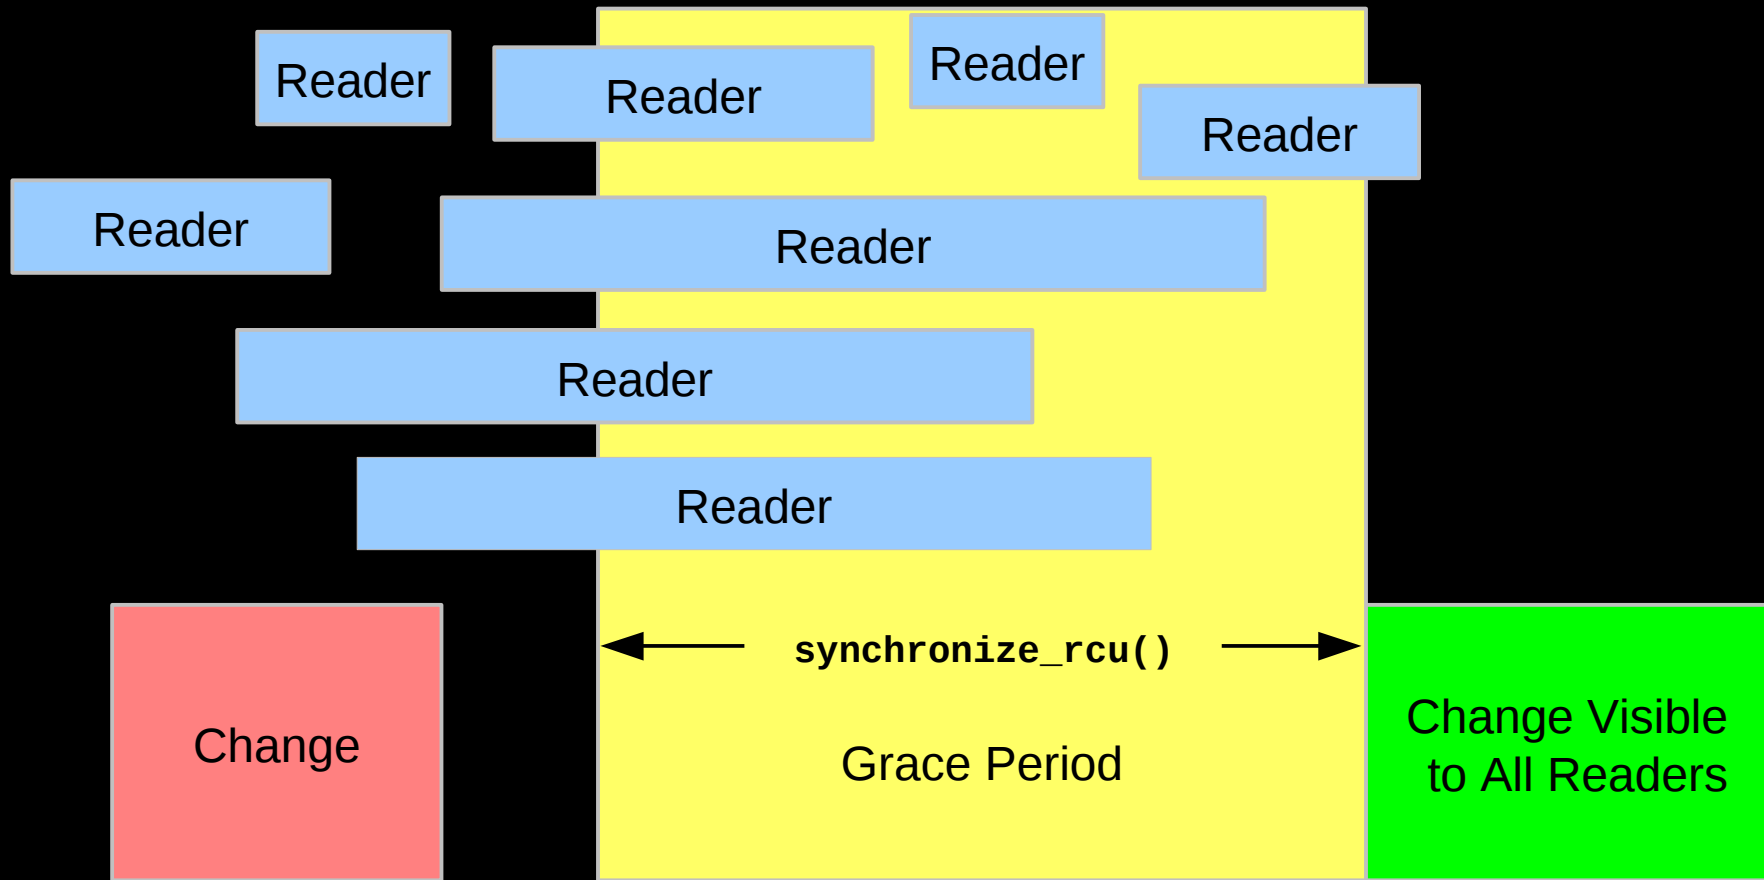 Reader
Reader
Reader
Reader
Reader
Reader
Reader
Reader
synchronize_rcu()
Change
Grace Period
Change Visible
to All Readers